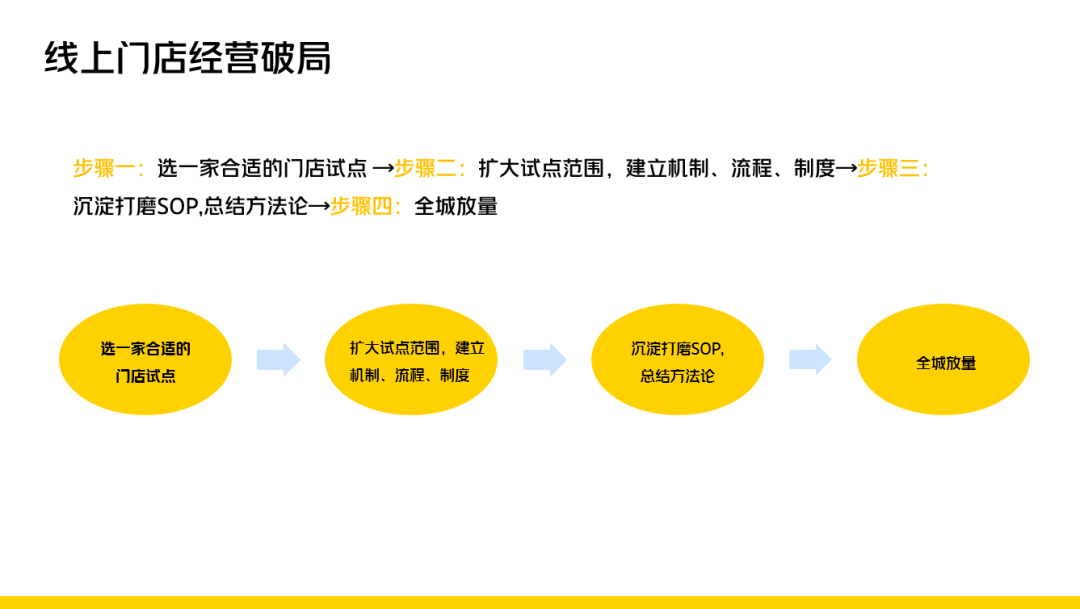 线上门店经营破局
步骤一：选一家合适的门店试点→步骤二：扩大试点范围，建立机制、流程、制度→步骤三：
沉淀打磨SOP,总结方法论→步骤四：全城放量
选一家合适的
门店试点
扩大试点范围，建立
机制、流程、制度
沉淀打磨SOP,
总结方法论
全城放量